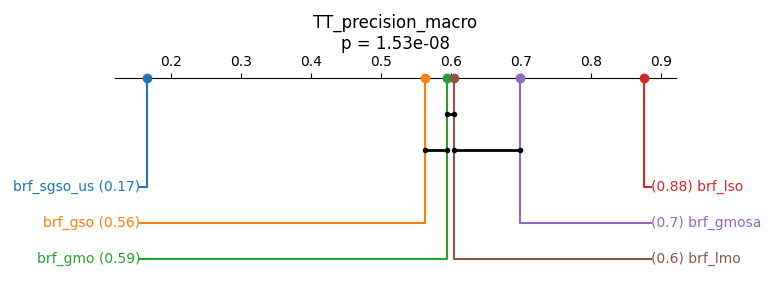 TT_precision_macro
p = 1.53e-08
0.2 0.3 0.4 0.5 0.6 0.7 0.8 0.9
brf_sgso_us (0.17)
(0.88) brf_lso
brf_gso (0.56)
(0.7) brf_gmosa
brf_gmo (0.59)
(0.6) brf_lmo